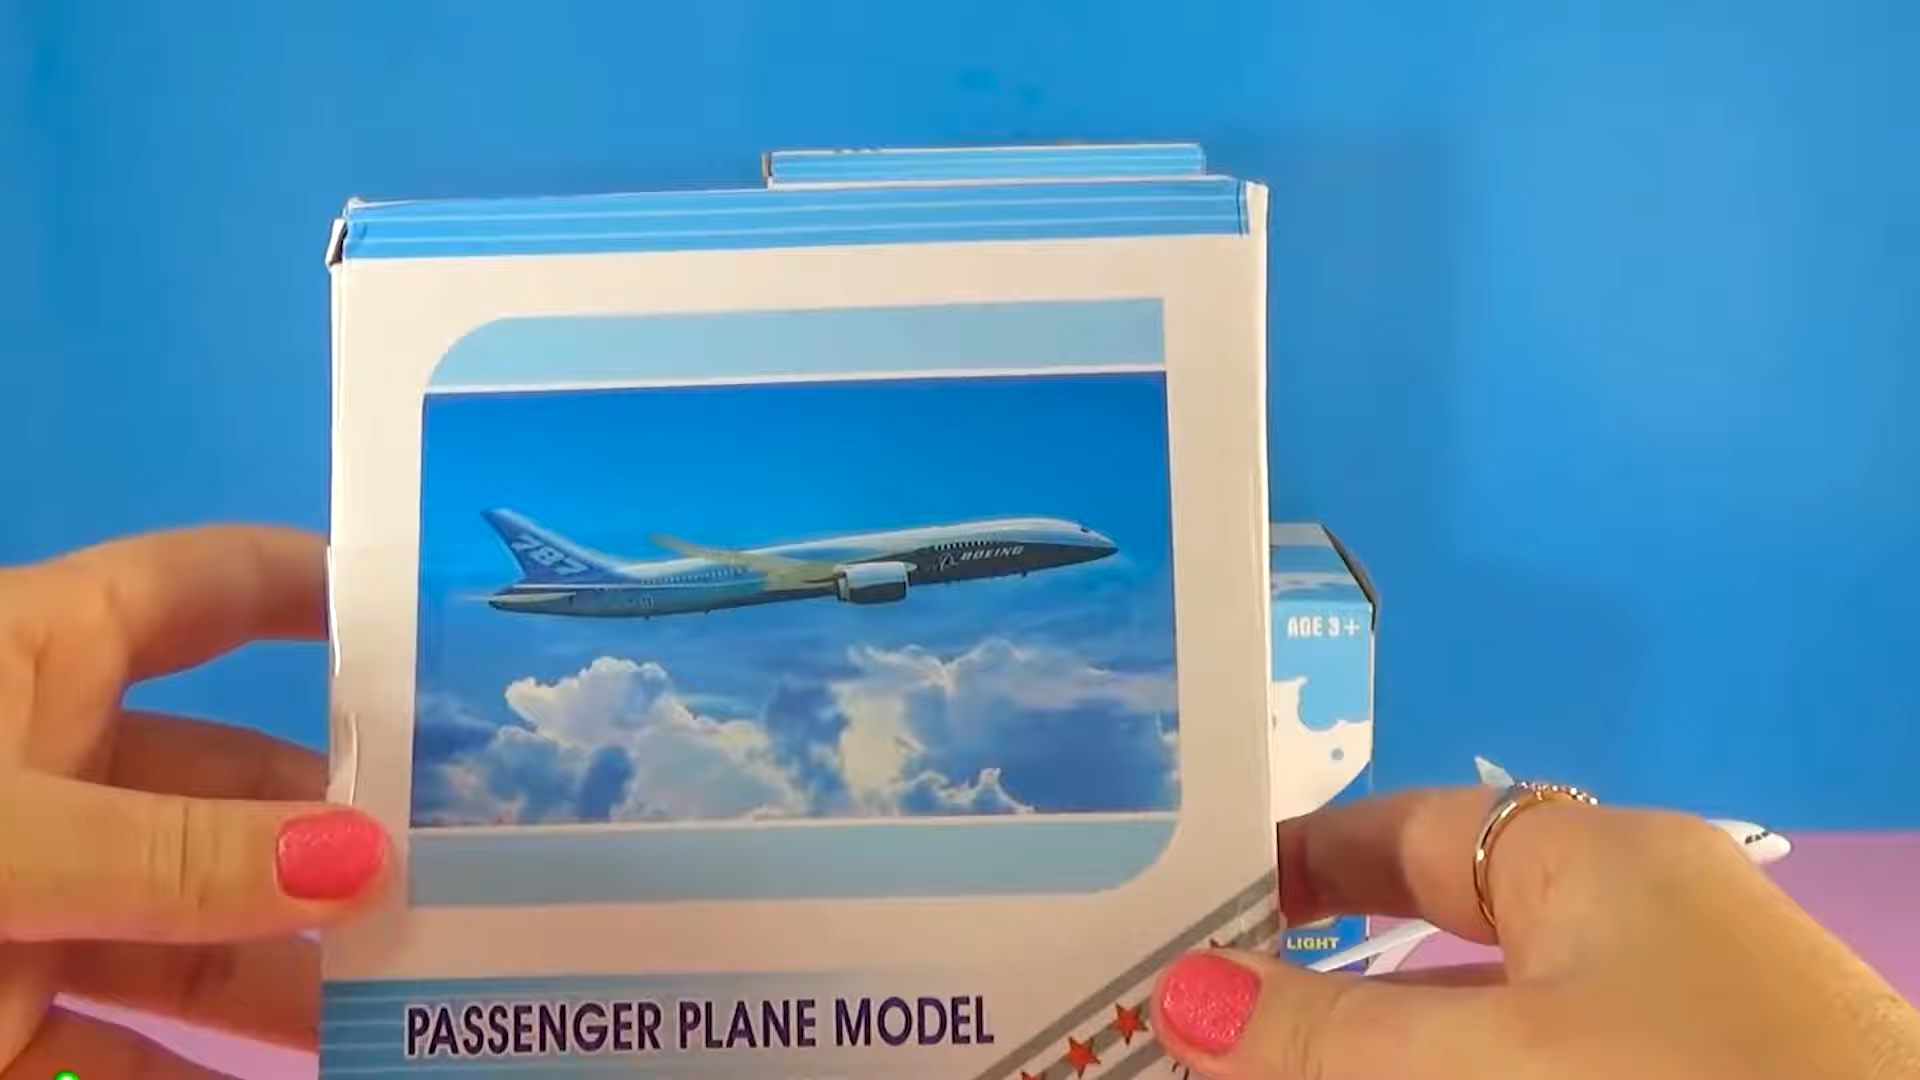 787
BOEING
AGE 3+
LIGHT
PASSENGER PLANE MODEL